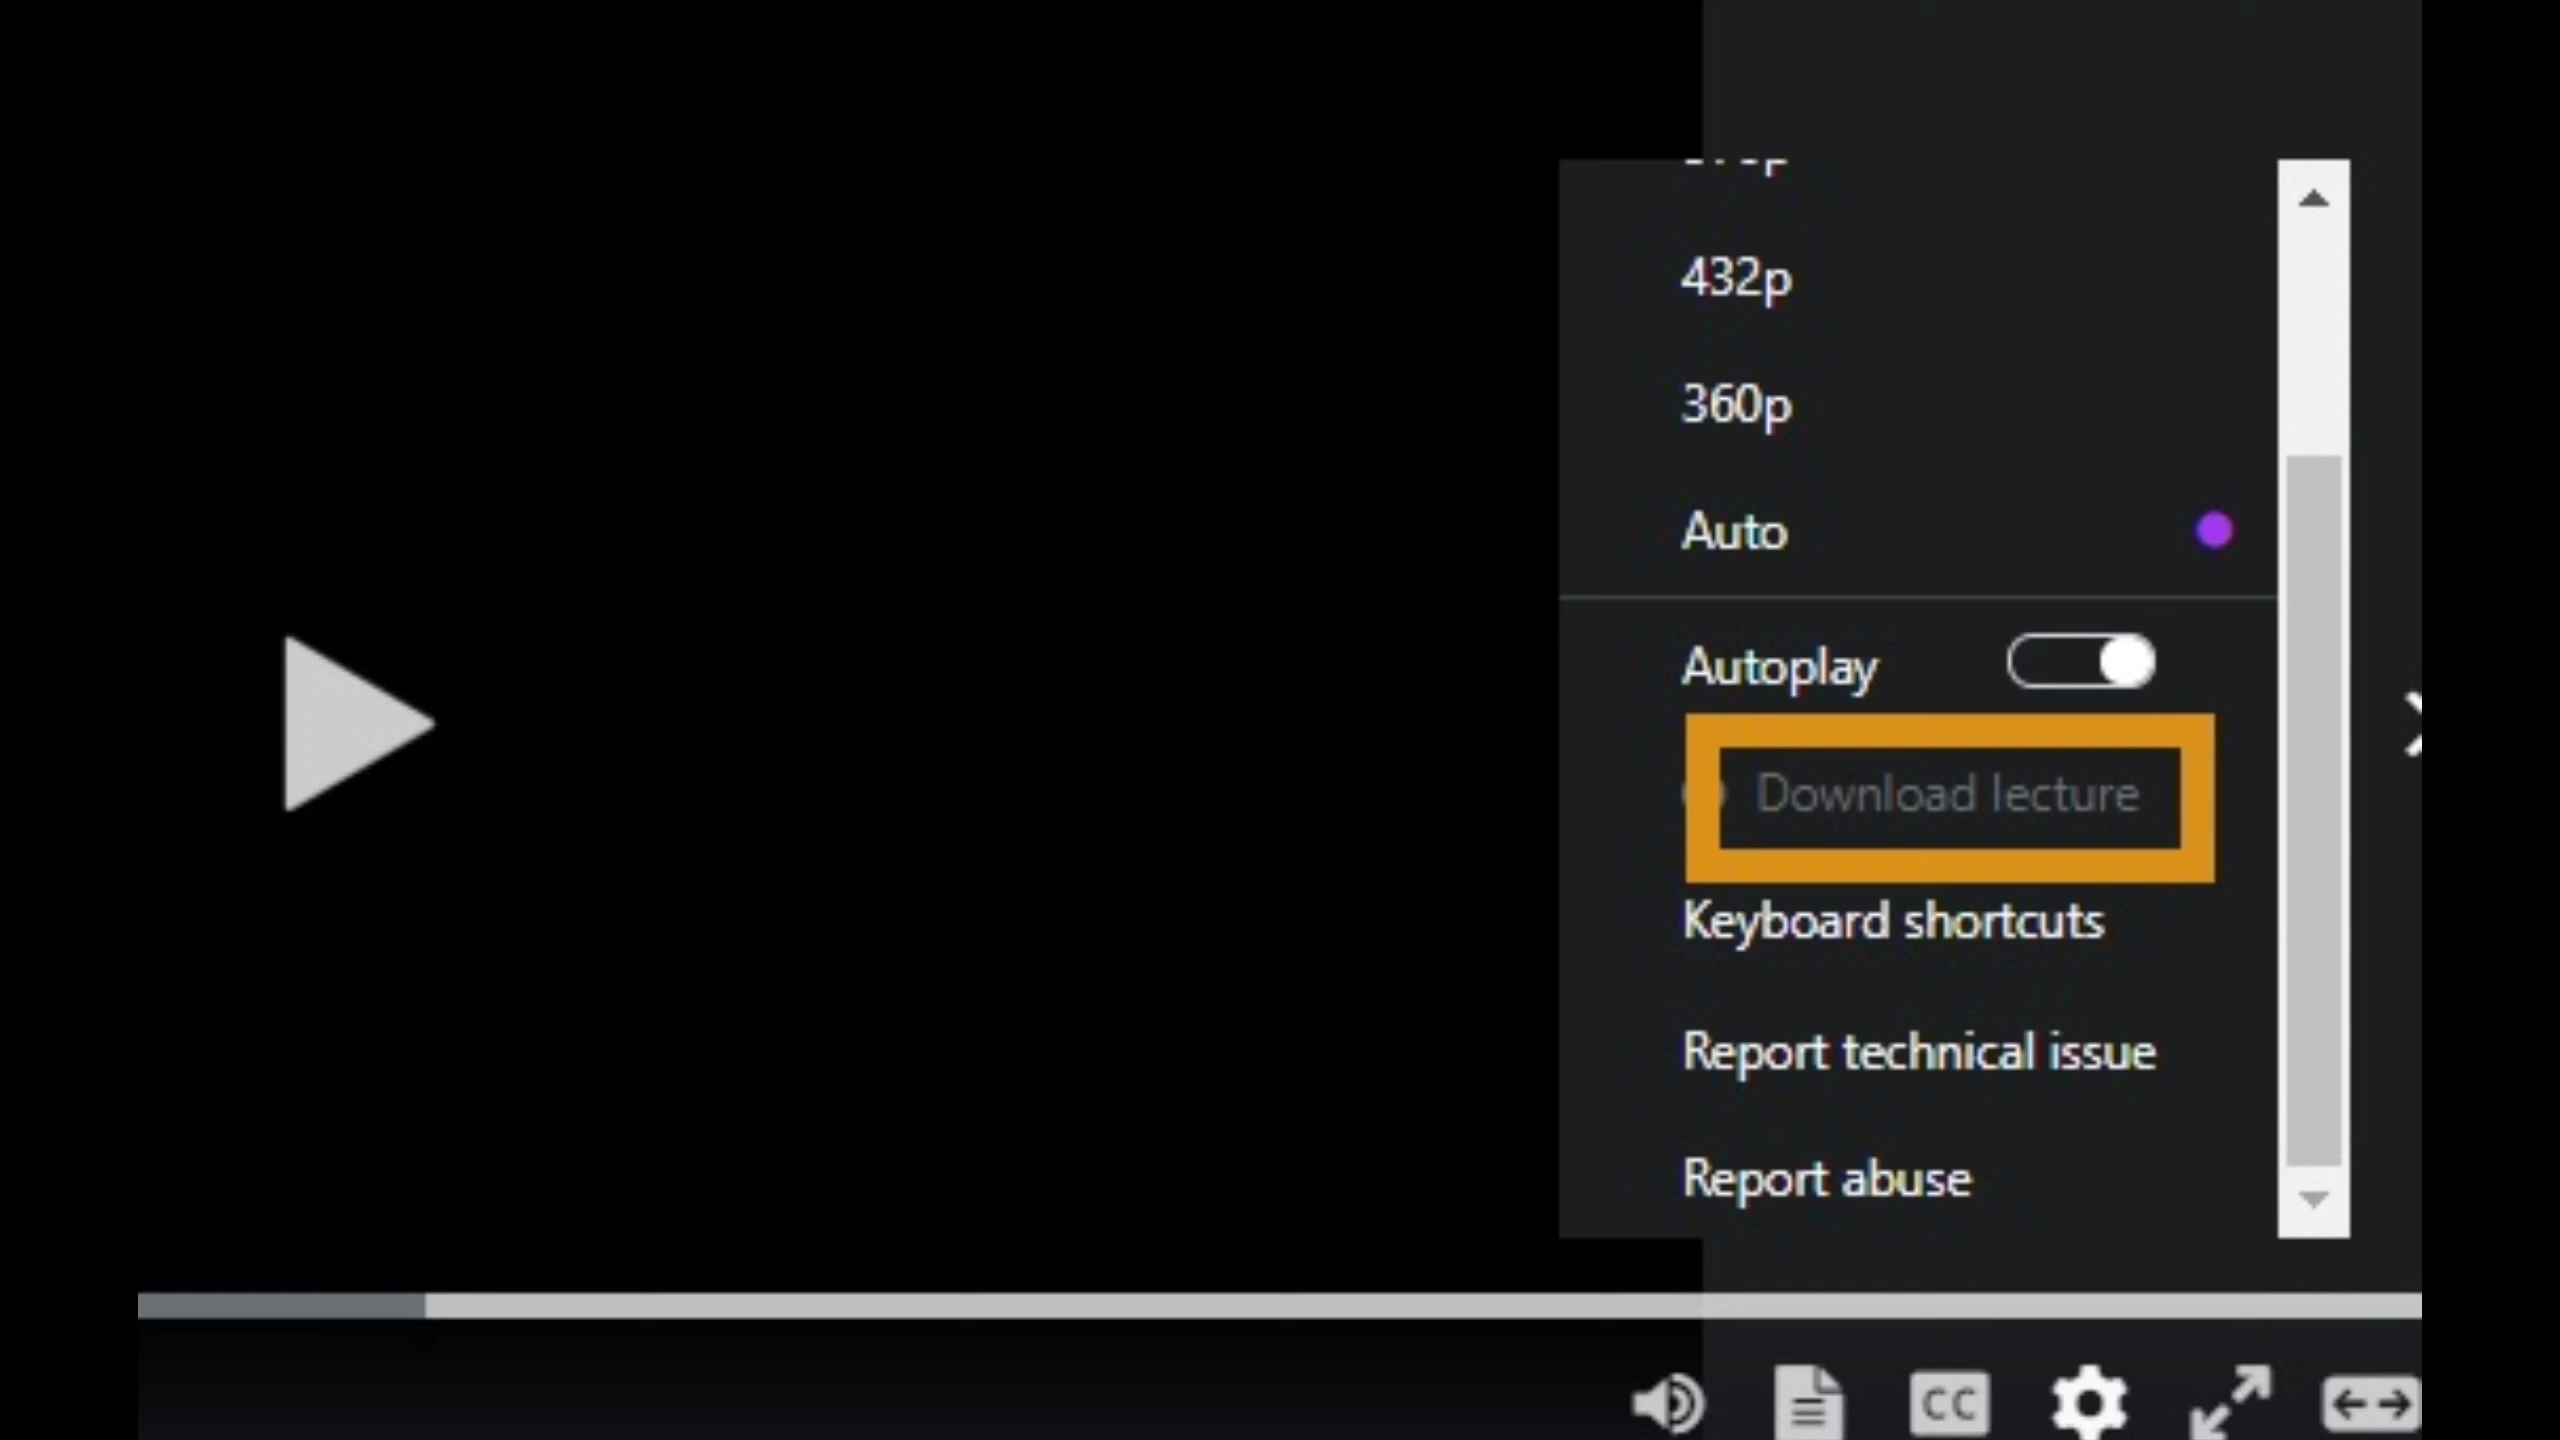 432p
360p
Auto
Autoplay
Download lecture
Keyboard shortcuts
Report technical issue
Report abuse
CC